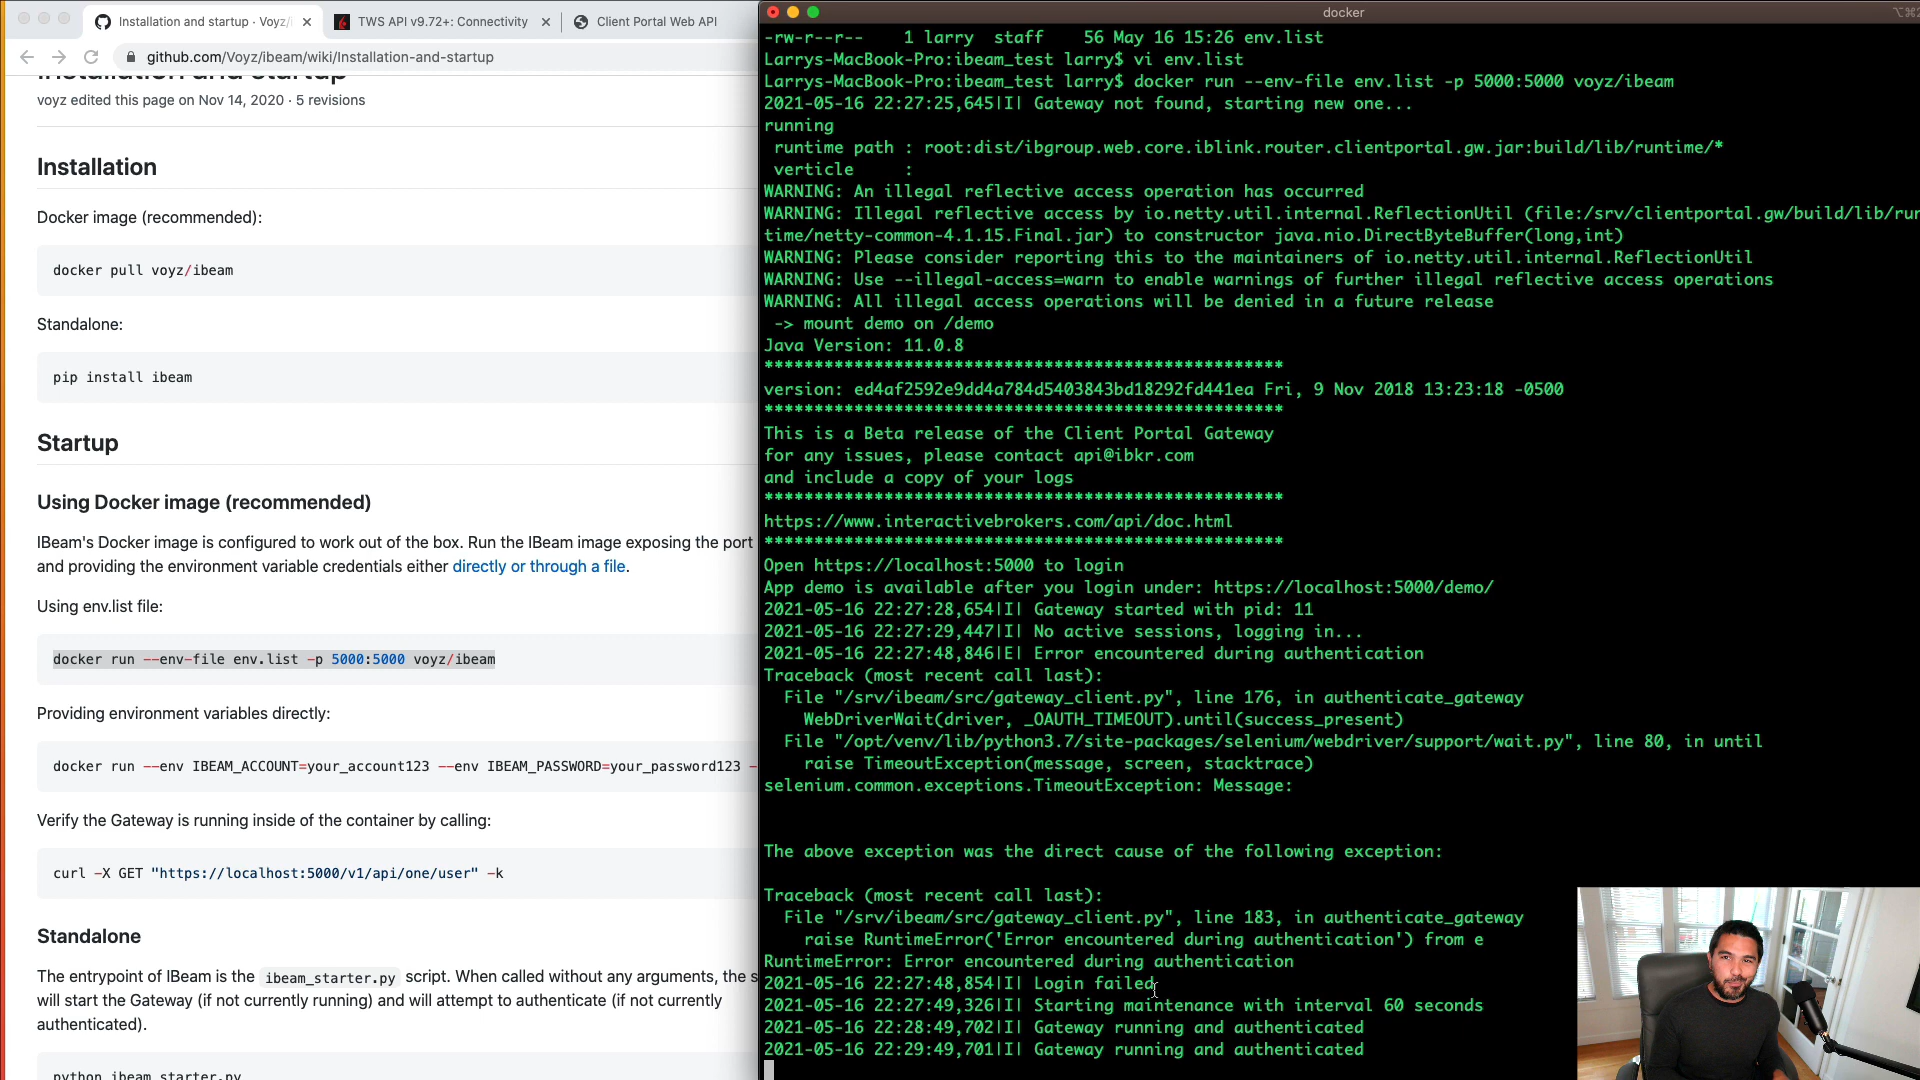 Installation and startup · Voyz/i
TWS API v9.72+: Connectivity
Client Portal Web API
github.com/Voyz/ibeam/wiki/Installation-and-startup
Installation and startup
voyz edited this page on Nov 14, 2020 · 5 revisions
Installation
Docker image (recommended):
docker pull voyz/ibeam
Standalone:
pip install ibeam
Startup
Using Docker image (recommended)
IBeam's Docker image is configured to work out of the box. Run the IBeam image exposing the port
and providing the environment variable credentials either directly or through a file.
Using env.list file:
docker run --env-file env.list -p 5000:5000 voyz/ibeam
Providing environment variables directly:
docker run --env IBEAM_ACCOUNT=your_account123 --env IBEAM_PASSWORD=your_password123 -
Verify the Gateway is running inside of the container by calling:
curl -X GET "https://localhost:5000/v1/api/one/user" -k
Standalone
The entrypoint of IBeam is the ibeam_starter.py script. When called without any arguments, the s
will start the Gateway (if not currently running) and will attempt to authenticate (if not currently
authenticated).
python ibeam_starter.py
docker
-rw-r--r-- 1 larry staff 56 May 16 15:26 env.list
Larrys-MacBook-Pro:ibeam_test larry$ vi env.list
Larrys-MacBook-Pro:ibeam_test larry$ docker run --env-file env.list -p 5000:5000 voyz/ibeam
2021-05-16 22:27:25,645|I| Gateway not found, starting new one...
running
runtime path : root:dist/ibgroup.web.core.iblink.router.clientportal.gw.jar:build/lib/runtime/*
verticle :
WARNING: An illegal reflective access operation has occurred
WARNING: Illegal reflective access by io.netty.util.internal.ReflectionUtil (file:/srv/clientportal.gw/build/lib/run
time/netty-common-4.1.15.Final.jar) to constructor java.nio.DirectByteBuffer(long,int)
WARNING: Please consider reporting this to the maintainers of io.netty.util.internal.ReflectionUtil
WARNING: Use --illegal-access=warn to enable warnings of further illegal reflective access operations
WARNING: All illegal access operations will be denied in a future release
-> mount demo on /demo
Java Version: 11.0.8
****************************************************
version: ed4af2592e9dd4a784d5403843bd18292fd441ea Fri, 9 Nov 2018 13:23:18 -0500
****************************************************
This is a Beta release of the Client Portal Gateway
for any issues, please contact api@ibkr.com
and include a copy of your logs
****************************************************
https://www.interactivebrokers.com/api/doc.html
****************************************************
Open https://localhost:5000 to login
App demo is available after you login under: https://localhost:5000/demo/
2021-05-16 22:27:28,654|I| Gateway started with pid: 11
2021-05-16 22:27:29,447|I| No active sessions, logging in...
2021-05-16 22:27:48,846|E| Error encountered during authentication
Traceback (most recent call last):
File "/srv/ibeam/src/gateway_client.py", line 176, in authenticate_gateway
WebDriverWait(driver, _OAUTH_TIMEOUT).until(success_present)
File "/opt/venv/lib/python3.7/site-packages/selenium/webdriver/support/wait.py", line 80, in until
raise TimeoutException(message, screen, stacktrace)
selenium.common.exceptions.TimeoutException: Message:
The above exception was the direct cause of the following exception:
Traceback (most recent call last):
File "/srv/ibeam/src/gateway_client.py", line 183, in authenticate_gateway
raise RuntimeError('Error encountered during authentication') from e
RuntimeError: Error encountered during authentication
2021-05-16 22:27:48,854|I| Login failed
2021-05-16 22:27:49,326|I| Starting maintenance with interval 60 seconds
2021-05-16 22:28:49,702|I| Gateway running and authenticated
2021-05-16 22:29:49,701|I| Gateway running and authenticated